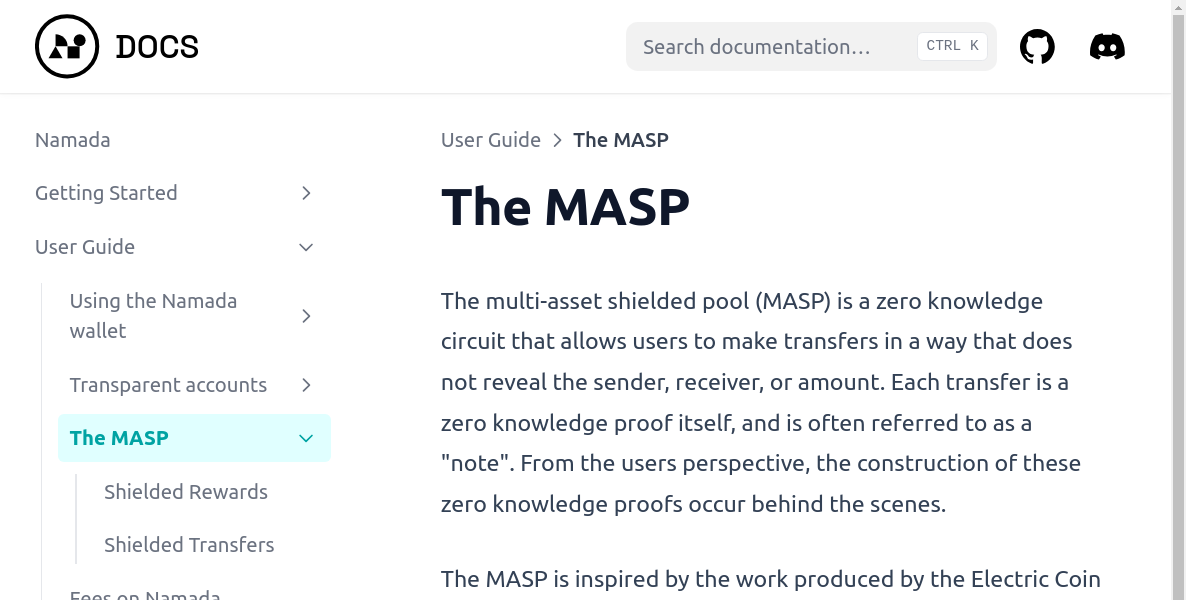 DOCS
Search documentation…
CTRL K
Namada
Getting Started
User Guide
Using the Namada
wallet
Transparent accounts
The MASP
Shielded Rewards
Shielded Transfers
Fees on Namada
User Guide > The MASP
The MASP
The multi-asset shielded pool (MASP) is a zero knowledge
circuit that allows users to make transfers in a way that does
not reveal the sender, receiver, or amount. Each transfer is a
zero knowledge proof itself, and is often referred to as a
"note". From the users perspective, the construction of these
zero knowledge proofs occur behind the scenes.
The MASP is inspired by the work produced by the Electric Coin